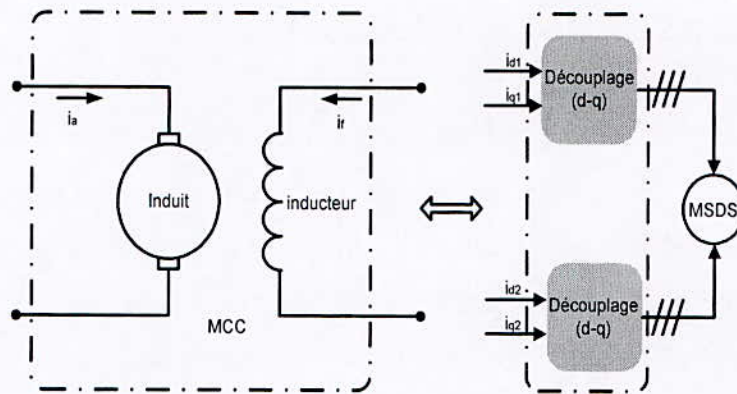 ia
Induit
if
inducteur
MCC
id1
iq1
Découplage
(d-q)
MSDS
id2
iq2
Découplage
(d-q)